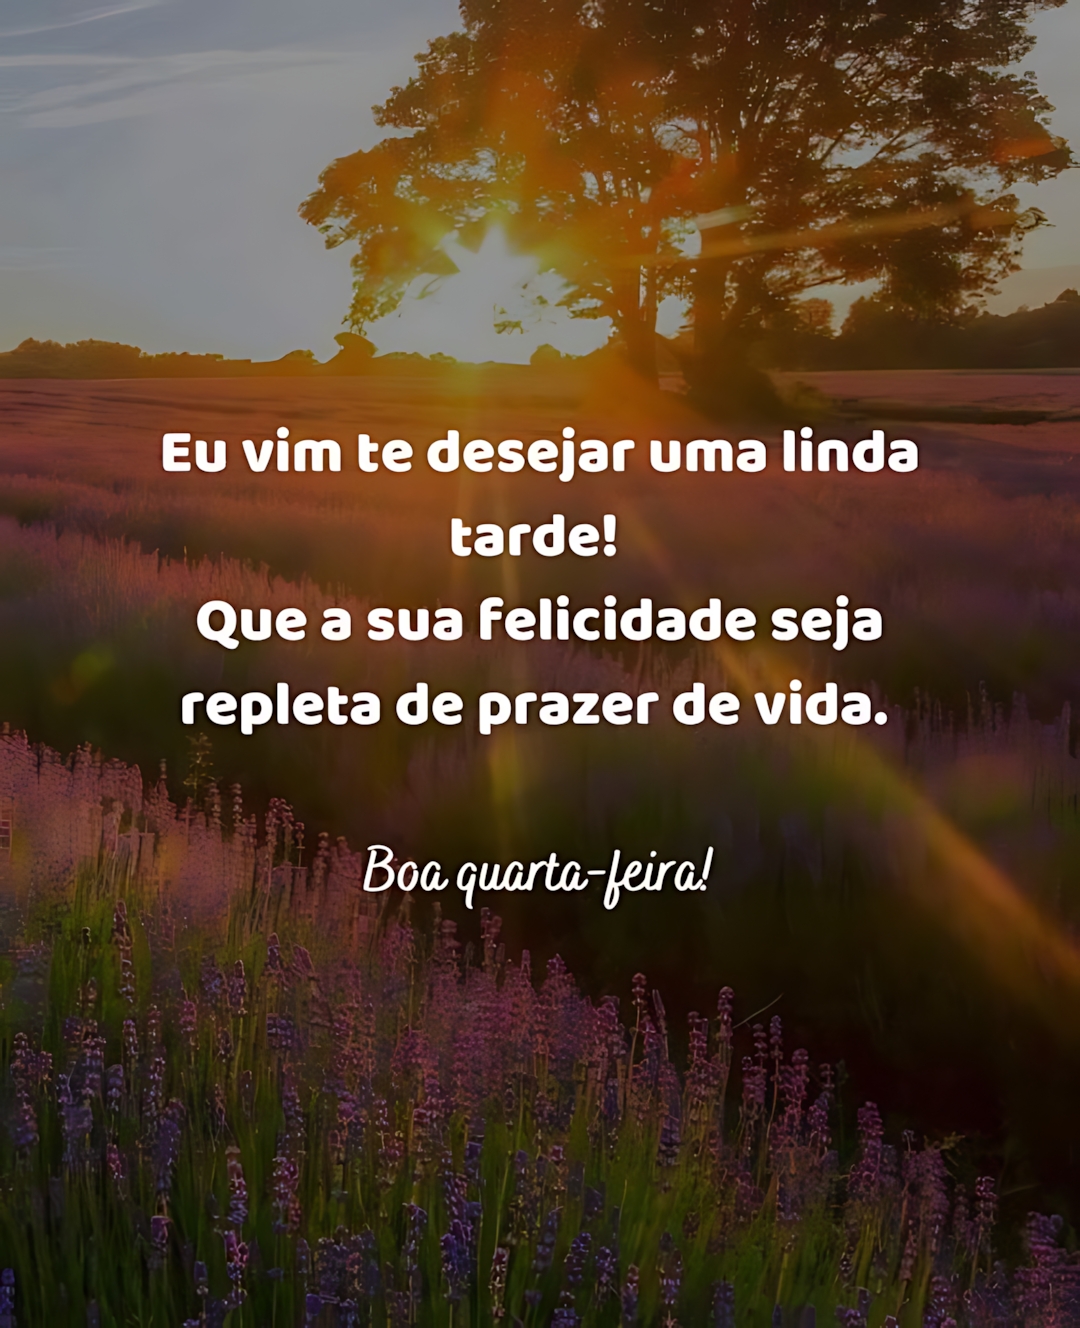 Eu vim te desejar uma linda
tarde!
Que a sua felicidade seja
repleta de prazer de vida.
Boa quarta-feira!